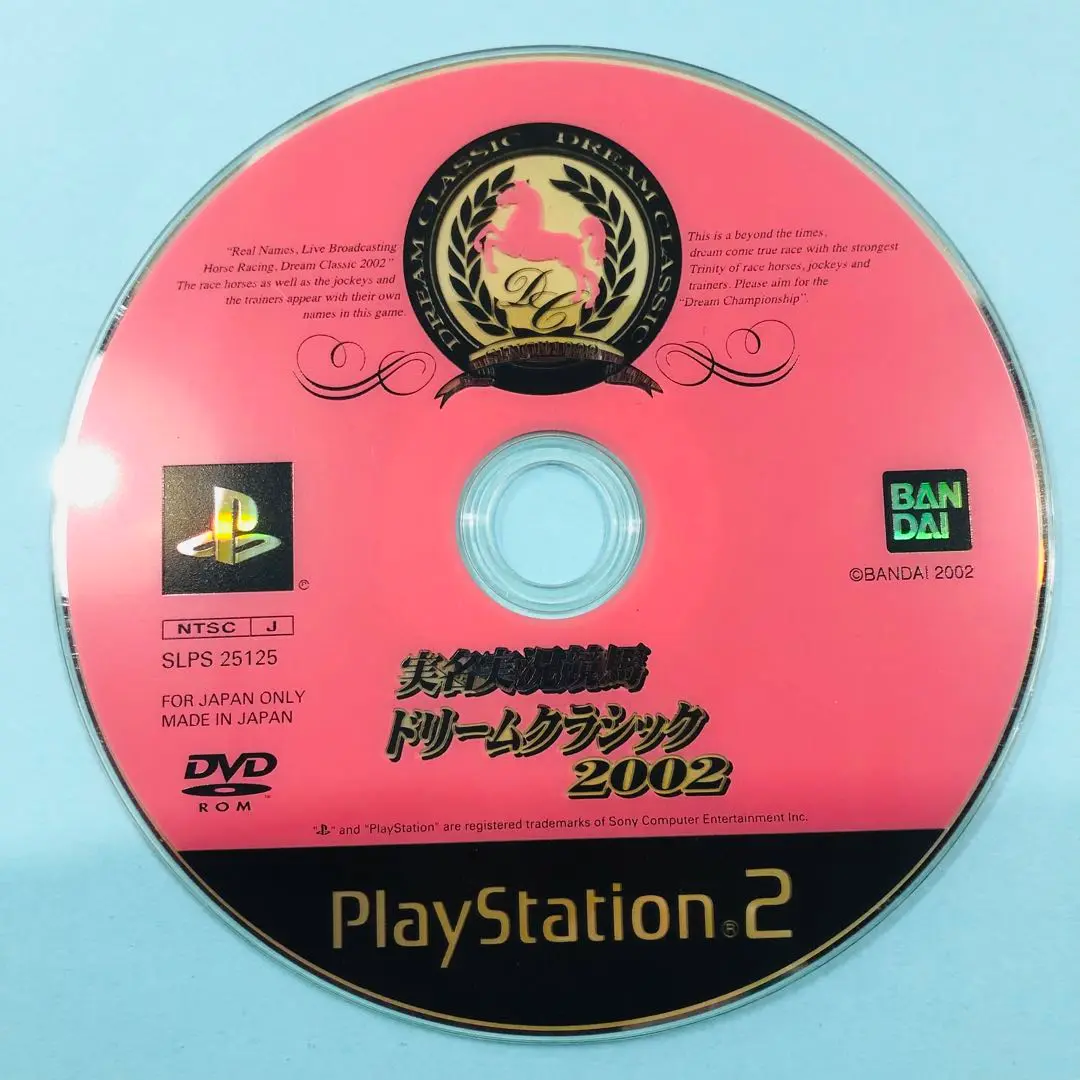 DREAM CLASSIC DREAM CLASSIC
"Real Names, Live Broadcasting
Horse Racing, Dream Classic 2002"
The race horses as well as the jockeys and
the trainers appear with their own
names in this game.
This is a beyond the times,
dream come true race with the strongest
Trinity of race horses, jockeys and
trainers. Please aim for the
"Dream Championship".
DC
BAN
DAI
©BANDAI 2002
NTSC J
SLPS 25125
FOR JAPAN ONLY
MADE IN JAPAN
DVD
ROM
実名実況競馬
ドリームクラシック
2002
" " and "PlayStation" are registered trademarks of Sony Computer Entertainment Inc.
PlayStation®2